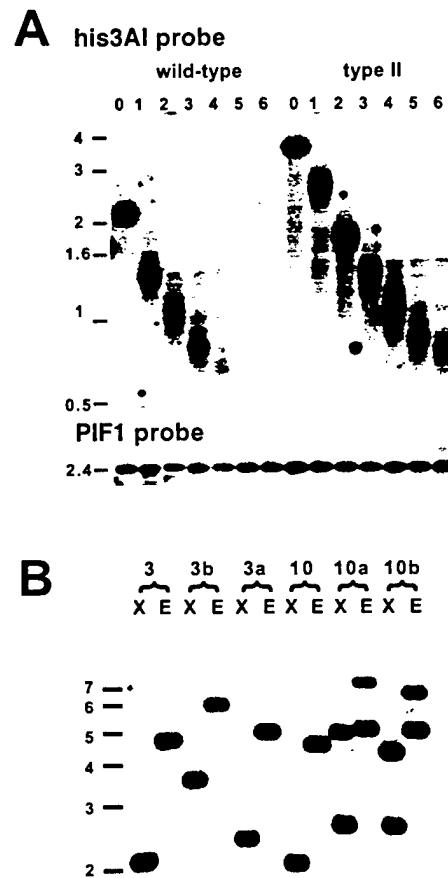 A
his3AI probe
wild-type type II
0 1 2 3 4 5 6 0 1 2 3 4 5 6
4
3
2
1.6
1
0.5
PIF1 probe
2.4
B
3 3b 3a 10 10a 10b
X E X E X E X E X E X E
7
6
5
4
3
2